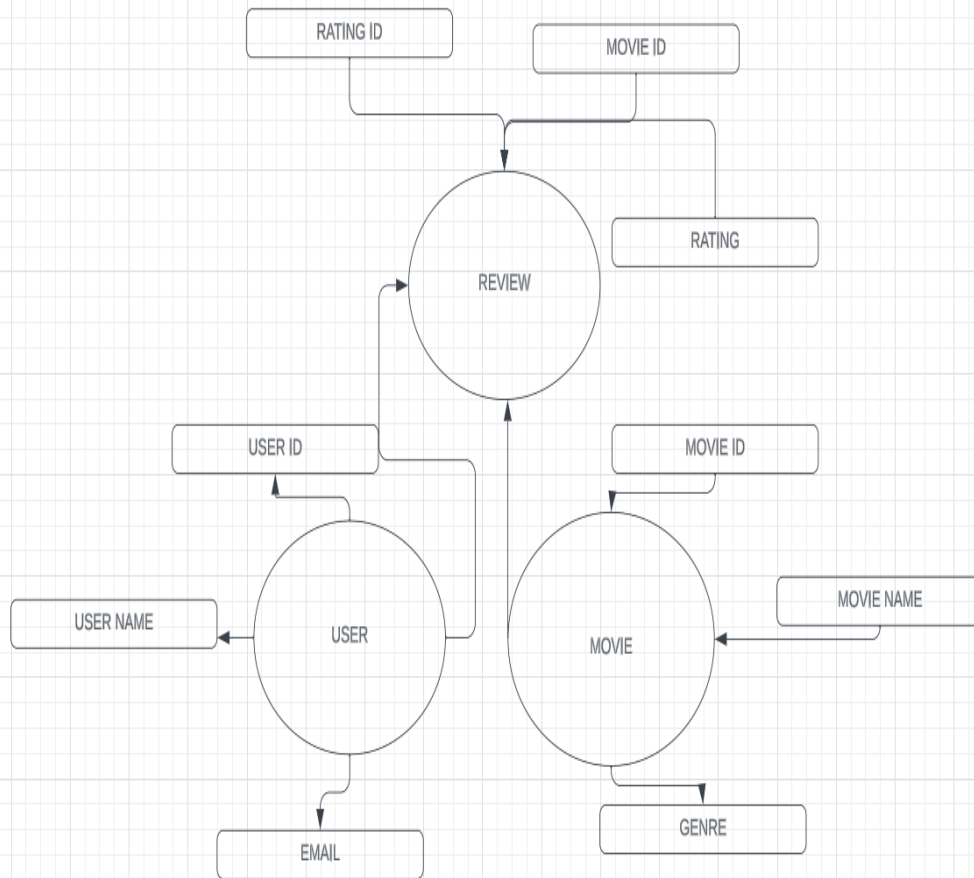 RATING ID
MOVIE ID
RATING
REVIEW
USER ID
MOVIE ID
MOVIE NAME
USER NAME
USER
MOVIE
GENRE
EMAIL